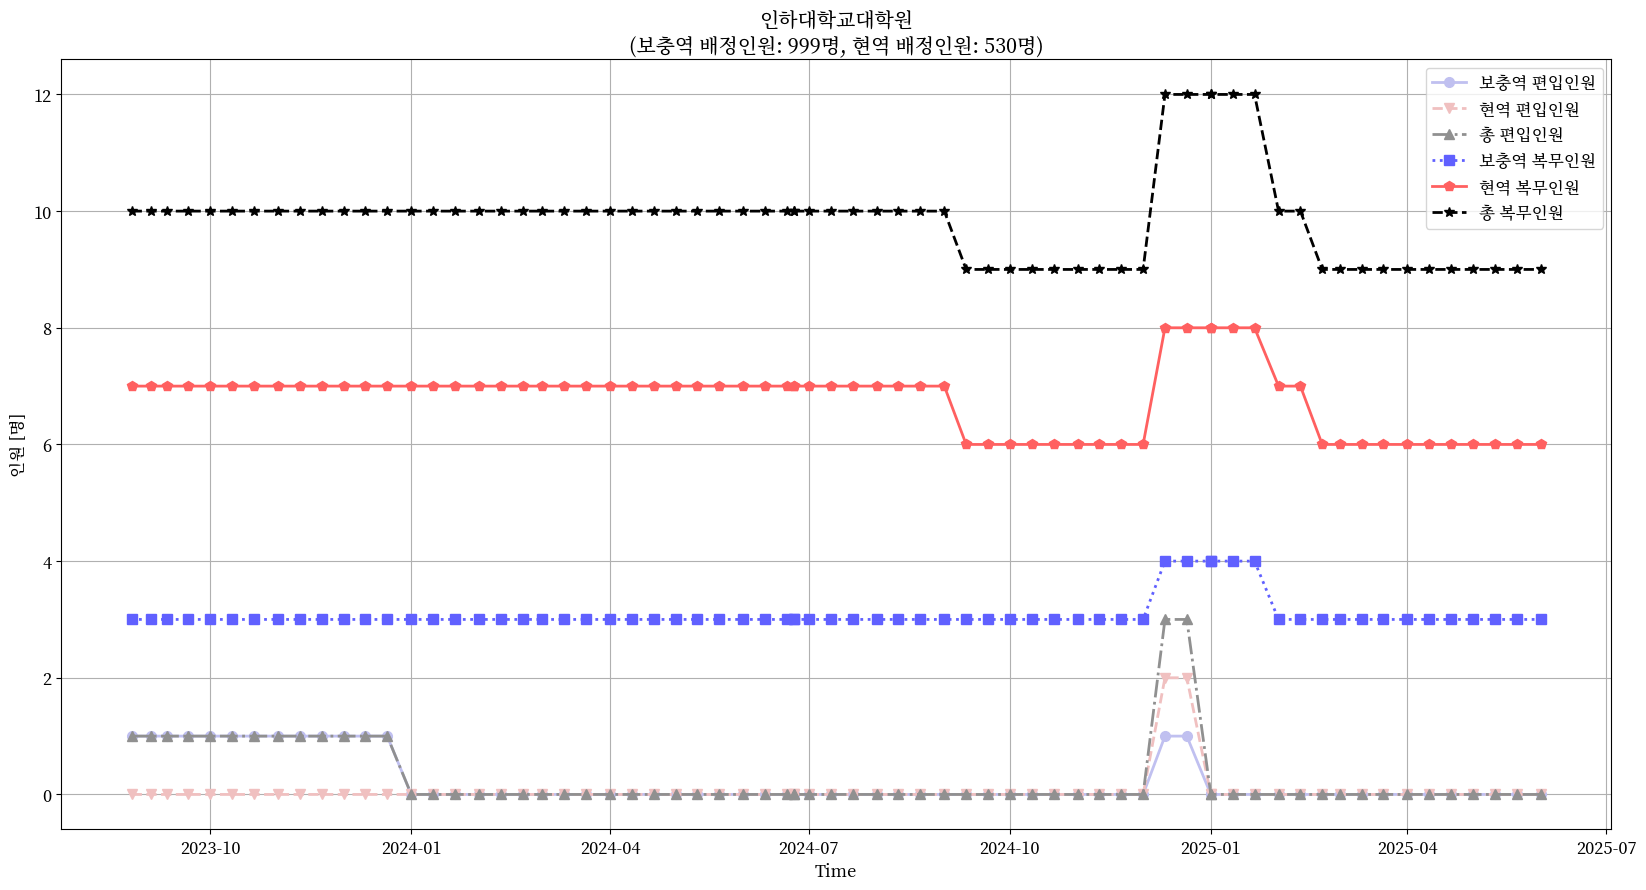 인하대학교대학원
(보충역 배정인원: 999명, 현역 배정인원: 530명)
12
10
8
6
4
2
0
인원 [명]
보충역 편입인원
현역 편입인원
총 편입인원
보충역 복무인원
현역 복무인원
총 복무인원
2023-10
2024-01
2024-04
2024-07
2024-10
2025-01
2025-04
2025-07
Time